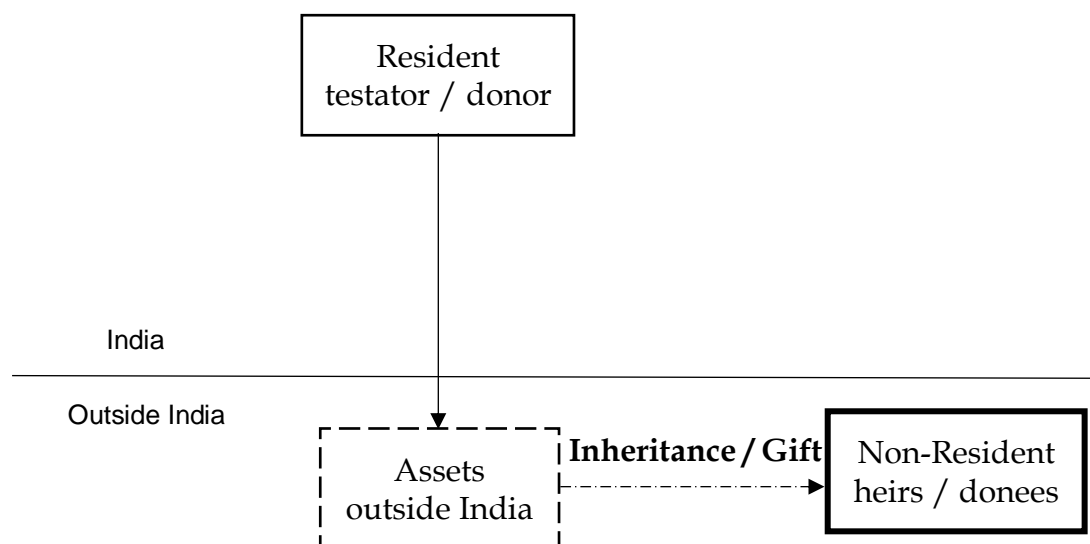 Resident
testator / donor
India
Outside India
Assets
outside India
Inheritance / Gift
Non-Resident
heirs / donees